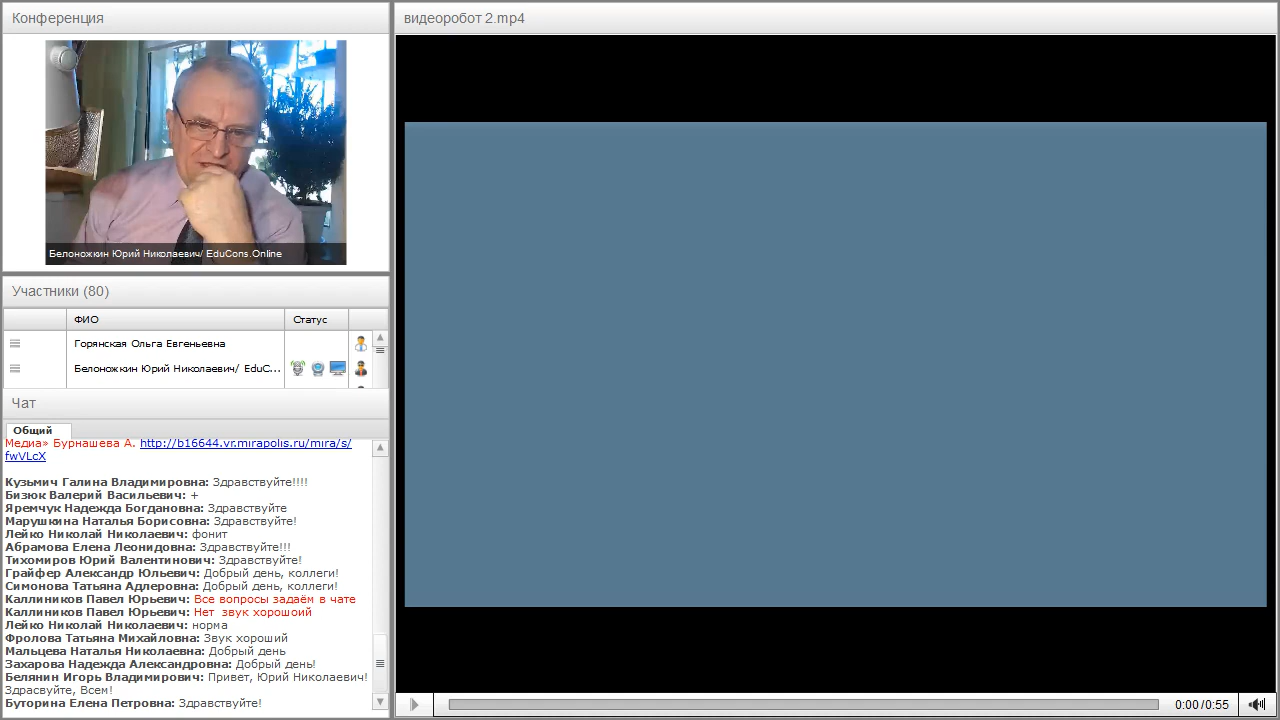 Конференция
Белоножкин Юрий Николаевич/ EduCons.Online
Участники (80)
ФИО
Статус
Горянская Ольга Евгеньевна
Белоножкин Юрий Николаевич/ EduC...
Чат
Общий
Медиа» Бурнашева А. http://b16644.vr.mirapolis.ru/mira/s/
fwVLcX
Кузьмич Галина Владимировна: Здравствуйте!!!!
Бизюк Валерий Васильевич: +
Яремчук Надежда Богдановна: Здравствуйте
Марушкина Наталья Борисовна: Здравствуйте!
Лейко Николай Николаевич: фонит
Абрамова Елена Леонидовна: Здравствуйте!!!
Тихомиров Юрий Валентинович: Здравствуйте!
Грайфер Александр Юльевич: Добрый день, коллеги!
Симонова Татьяна Адлеровна: Добрый день, коллеги!
Каллиников Павел Юрьевич: Все вопросы задаём в чате
Каллиников Павел Юрьевич: Нет звук хорошоий
Лейко Николай Николаевич: норма
Фролова Татьяна Михайловна: Звук хороший
Мальцева Наталья Николаевна: Добрый день
Захарова Надежда Александровна: Добрый день!
Белянин Игорь Владимирович: Привет, Юрий Николаевич!
Здрасвуйте, Всем!
Буторина Елена Петровна: Здравствуйте!
видеоробот 2.mp4
0:00/0:55